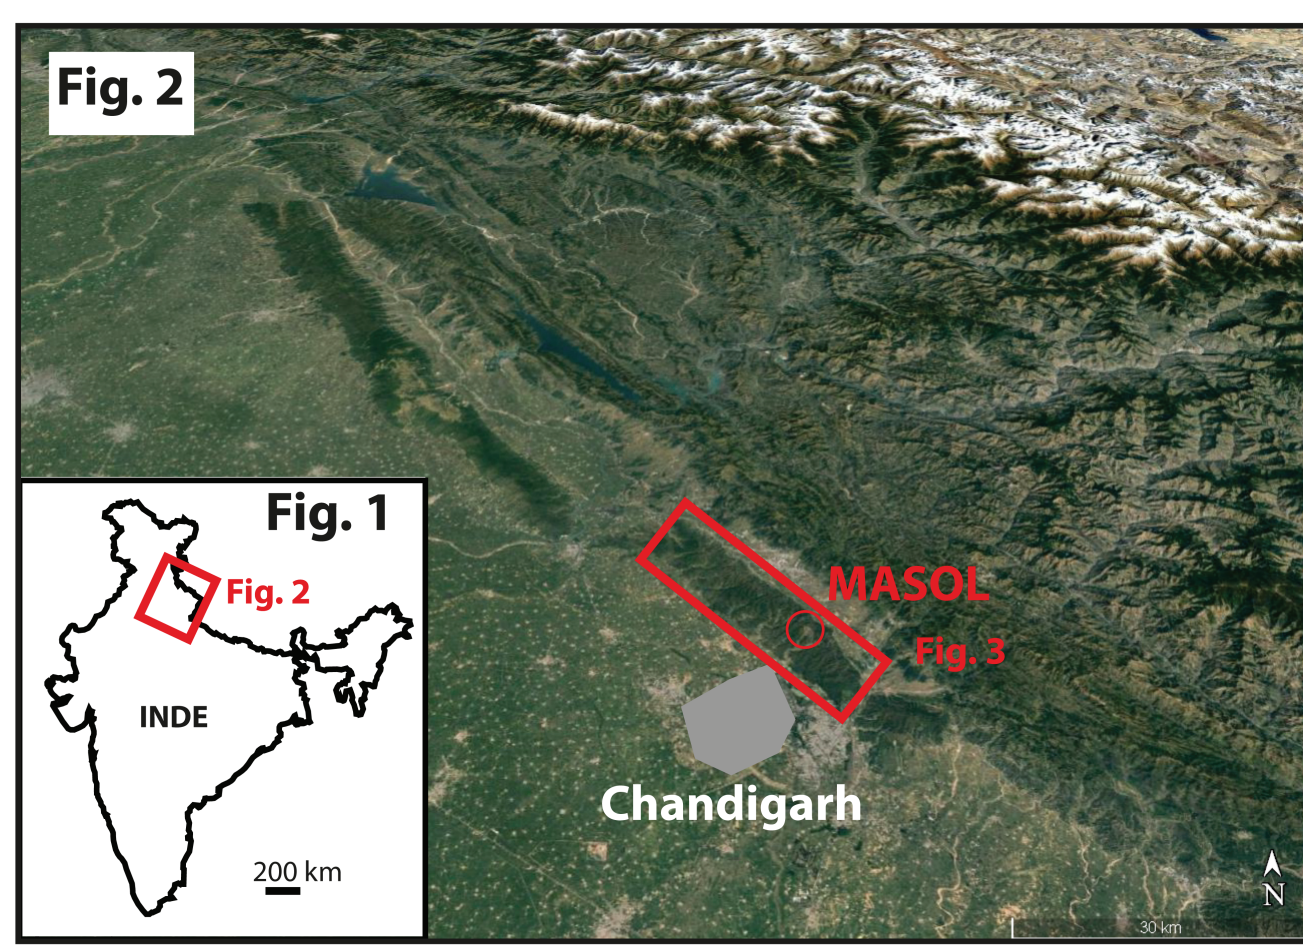 Fig. 2
Fig. 1
Fig. 2
INDE
200 km
MASOL
Fig. 3
Chandigarh
N
30 km